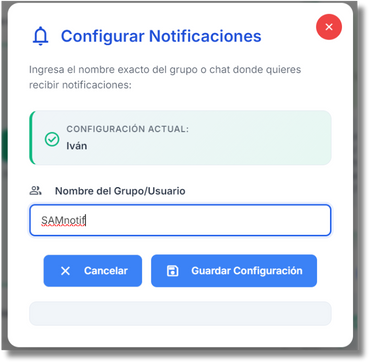 Configurar Notificaciones
Ingresa el nombre exacto del grupo o chat donde quieres
recibir notificaciones:
CONFIGURACIÓN ACTUAL:
Iván
Nombre del Grupo/Usuario
SAMnotif
Cancelar
Guardar Configuración